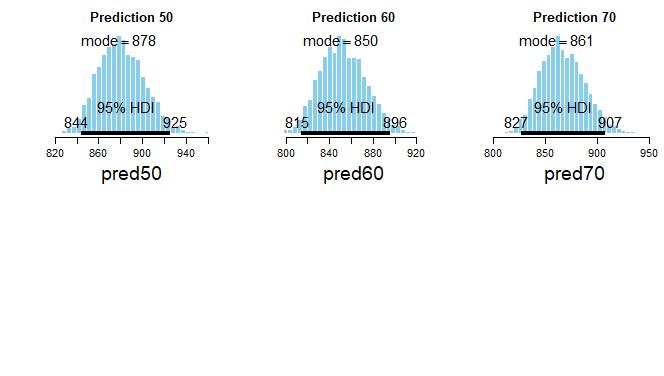 Prediction 50
mode = 878
95% HDI
844 925
820 860 900 940
pred50
Prediction 60
mode = 850
95% HDI
815 896
800 840 880 920
pred60
Prediction 70
mode = 861
95% HDI
827 907
800 850 900 950
pred70